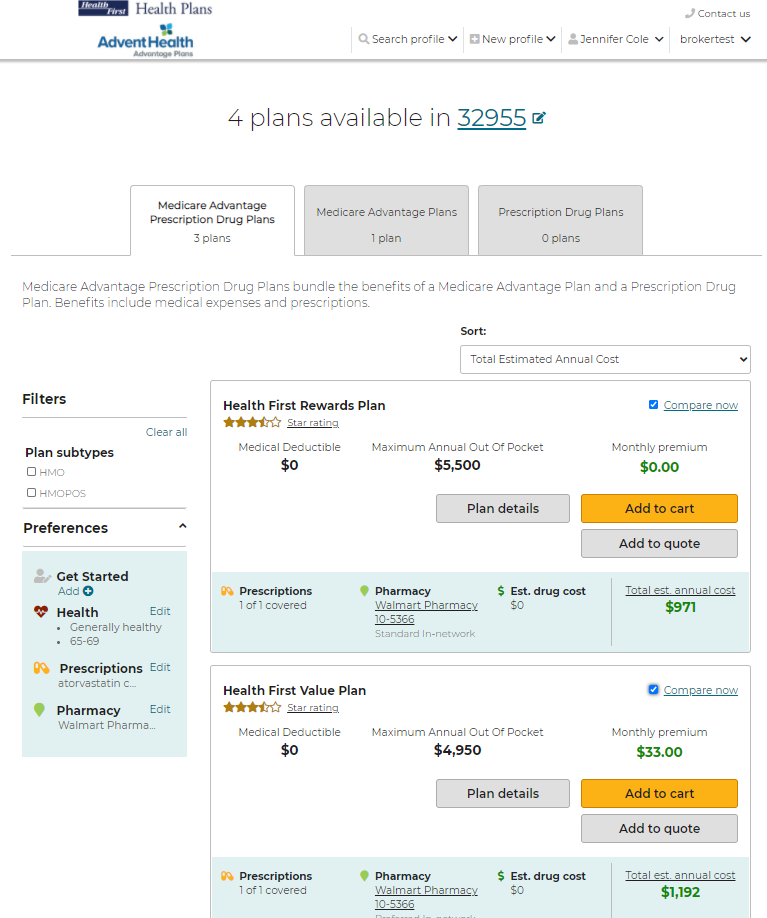 Health First Health Plans
Contact us
AdventHealth
Advantage Plans
Search profile New profile Jennifer Cole brokertest
4 plans available in 32955
Medicare Advantage
Prescription Drug Plans
3 plans
Medicare Advantage Plans
1 plan
Prescription Drug Plans
0 plans
Medicare Advantage Prescription Drug Plans bundle the benefits of a Medicare Advantage Plan and a Prescription Drug
Plan. Benefits include medical expenses and prescriptions.
Sort:
Total Estimated Annual Cost
Filters
Clear all
Plan subtypes
HMO
HMOPOS
Preferences
Get Started
Add
Health Edit
Generally healthy
65-69
Prescriptions Edit
atorvastatin c...
Pharmacy Edit
Walmart Pharma...
Health First Rewards Plan Compare now
Star rating
Medical Deductible Maximum Annual Out Of Pocket Monthly premium
$0 $5,500 $0.00
Plan details Add to cart
Add to quote
Prescriptions
1 of 1 covered
Pharmacy
Walmart Pharmacy
10-5366
Standard In-network
$ Est. drug cost
$0
Total est. annual cost
$971
Health First Value Plan Compare now
Star rating
Medical Deductible Maximum Annual Out Of Pocket Monthly premium
$0 $4,950 $33.00
Plan details Add to cart
Add to quote
Prescriptions
1 of 1 covered
Pharmacy
Walmart Pharmacy
10-5366
Preferred In-network
$ Est. drug cost
$0
Total est. annual cost
$1,192